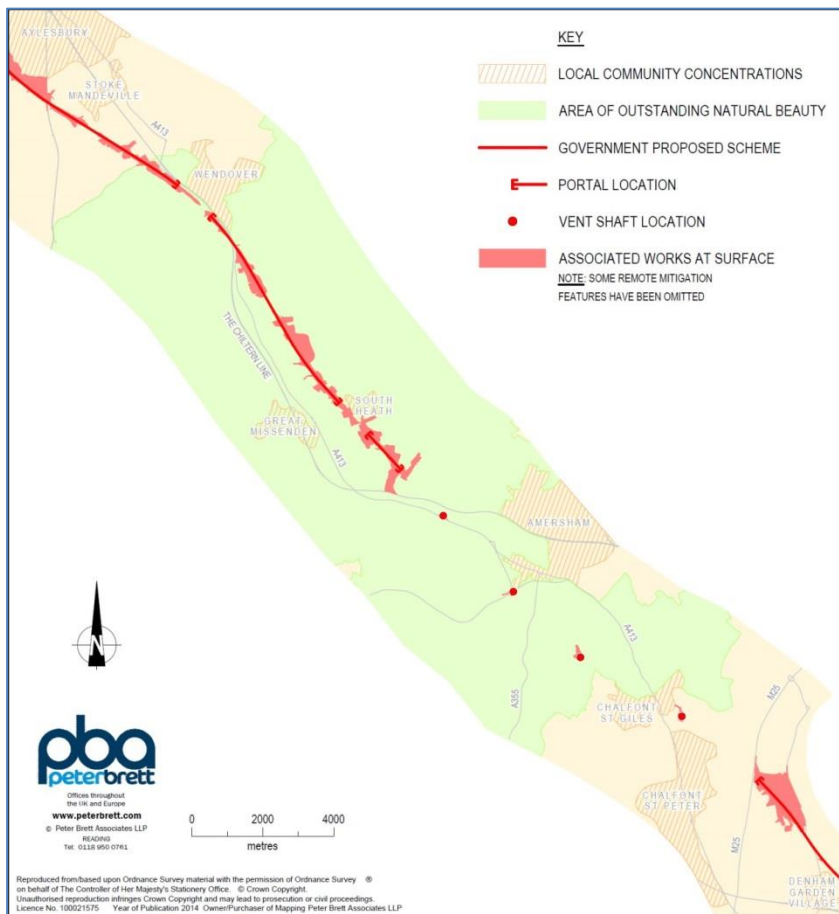 AYLESBURY
STOKE
MANDEVILLE
A413
WENDOVER
THE CHILTERN LINE
SOUTH
HEATH
GREAT
MISSENDEN
A413
AMERSHAM
A413
A355
M25
CHALFONT
ST GILES
CHALFONT
ST PETER
M25
DENHAM
GARDEN
VILLAGE
KEY
LOCAL COMMUNITY CONCENTRATIONS
AREA OF OUTSTANDING NATURAL BEAUTY
GOVERNMENT PROPOSED SCHEME
PORTAL LOCATION
VENT SHAFT LOCATION
ASSOCIATED WORKS AT SURFACE
NOTE: SOME REMOTE MITIGATION
FEATURES HAVE BEEN OMITTED
N
pba
peterbrett
Offices throughout
the UK and Europe
www.peterbrett.com
© Peter Brett Associates LLP
READING
Tel: 0118 950 0761
0 2000 4000
metres
Reproduced from/based upon Ordnance Survey material with the permission of Ordnance Survey ®
on behalf of The Controller of Her Majesty's Stationery Office. © Crown Copyright.
Unauthorised reproduction infringes Crown Copyright and may lead to prosecution or civil proceedings.
Licence No. 100021575 Year of Publication 2014 Owner/Purchaser of Mapping Peter Brett Associates LLP